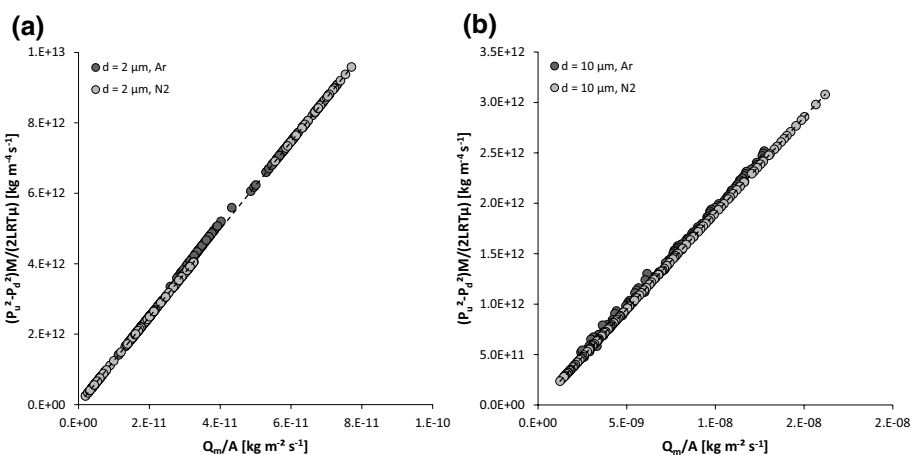 (a)
(Pᵤ²-P_d²)M/(2LRTµ) [kg m⁻⁴ s⁻¹]
1.E+13
8.E+12
6.E+12
4.E+12
2.E+12
0.E+00
d = 2 µm, Ar
d = 2 µm, N2
0.E+00 2.E-11 4.E-11 6.E-11 8.E-11 1.E-10
Qₘ/A [kg m⁻² s⁻¹]
(b)
(Pᵤ²-P_d²)M/(2LRTµ) [kg m⁻⁴ s⁻¹]
3.5E+12
3.0E+12
2.5E+12
2.0E+12
1.5E+12
1.0E+12
5.0E+11
0.0E+00
d = 10 µm, Ar
d = 10 µm, N2
0.E+00 5.E-09 1.E-08 2.E-08 2.E-08
Qₘ/A [kg m⁻² s⁻¹]